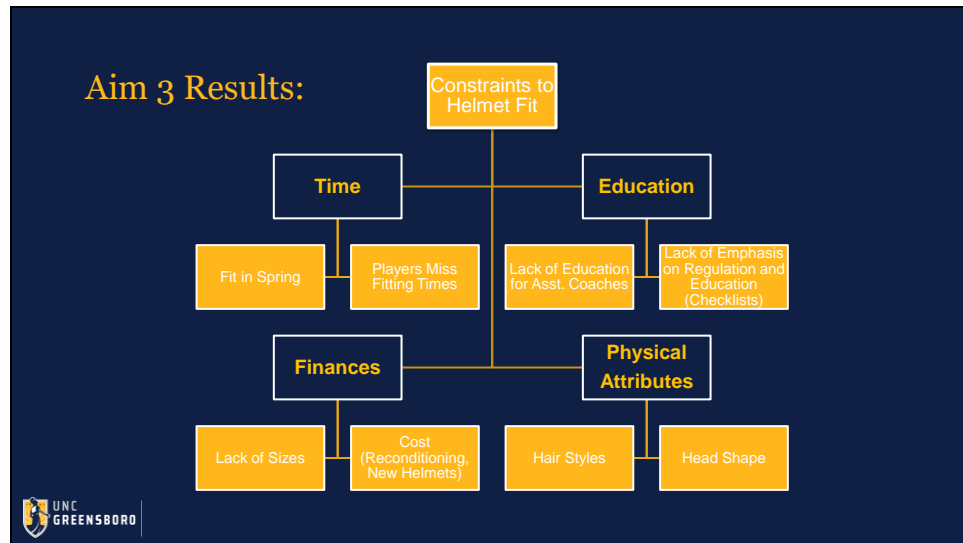 Aim 3 Results:
Constraints to
Helmet Fit
Time
Education
Fit in Spring
Players Miss
Fitting Times
Lack of Education
for Asst. Coaches
Lack of Emphasis
on Regulation and
Education
(Checklists)
Finances
Physical
Attributes
Lack of Sizes
Cost
(Reconditioning,
New Helmets)
Hair Styles
Head Shape
UNC
GREENSBORO